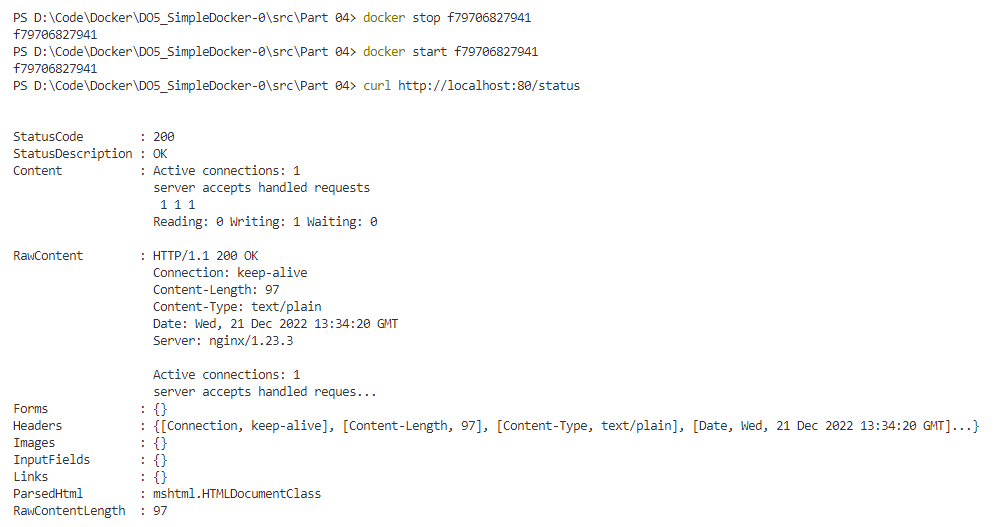 PS D:\Code\Docker\DO5_SimpleDocker-0\src\Part 04> docker stop f79706827941
f79706827941
PS D:\Code\Docker\DO5_SimpleDocker-0\src\Part 04> docker start f79706827941
f79706827941
PS D:\Code\Docker\DO5_SimpleDocker-0\src\Part 04> curl http://localhost:80/status
StatusCode        : 200
StatusDescription : OK
Content           : Active connections: 1
                    server accepts handled requests
                     1 1 1
                    Reading: 0 Writing: 1 Waiting: 0
RawContent        : HTTP/1.1 200 OK
                    Connection: keep-alive
                    Content-Length: 97
                    Content-Type: text/plain
                    Date: Wed, 21 Dec 2022 13:34:20 GMT
                    Server: nginx/1.23.3
                    Active connections: 1
                    server accepts handled reques...
Forms             : {}
Headers           : {[Connection, keep-alive], [Content-Length, 97], [Content-Type, text/plain], [Date, Wed, 21 Dec 2022 13:34:20 GMT]...}
Images            : {}
InputFields       : {}
Links             : {}
ParsedHtml        : mshtml.HTMLDocumentClass
RawContentLength  : 97